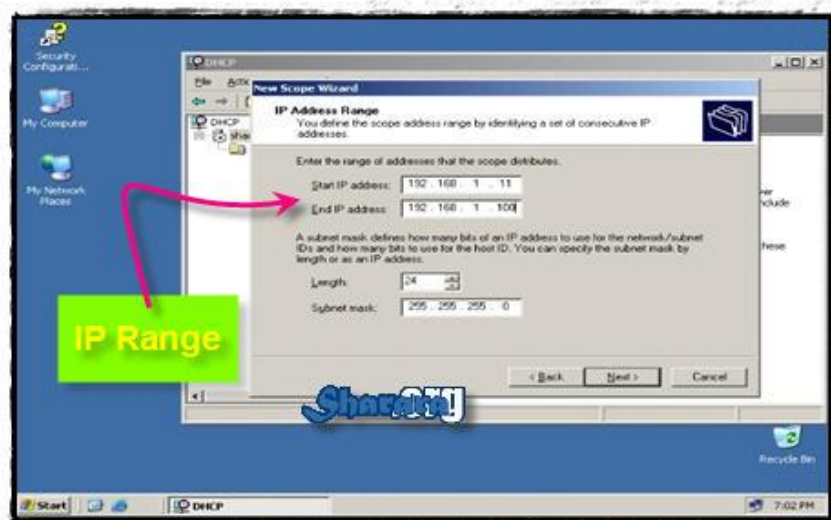 Security
Configurati...
My Computer
My Network
Places
DHCP
File
New Scope Wizard
IP Address Range
You define the scope address range by identifying a set of consecutive IP
addresses.
Enter the range of addresses that the scope distributes.
Start IP address: 192 . 168 . 1 . 11
End IP address: 192 . 168 . 1 . 100
A subnet mask defines how many bits of an IP address to use for the network/subnet
IDs and how many bits to use for the host ID. You can specify the subnet mask by
length or as an IP address.
Length: 24
Subnet mask: 255 . 255 . 255 . 0
< Back
Next >
Cancel
DHCP
IP Range
Recycle Bin
Start
DHCP
7:02 PM